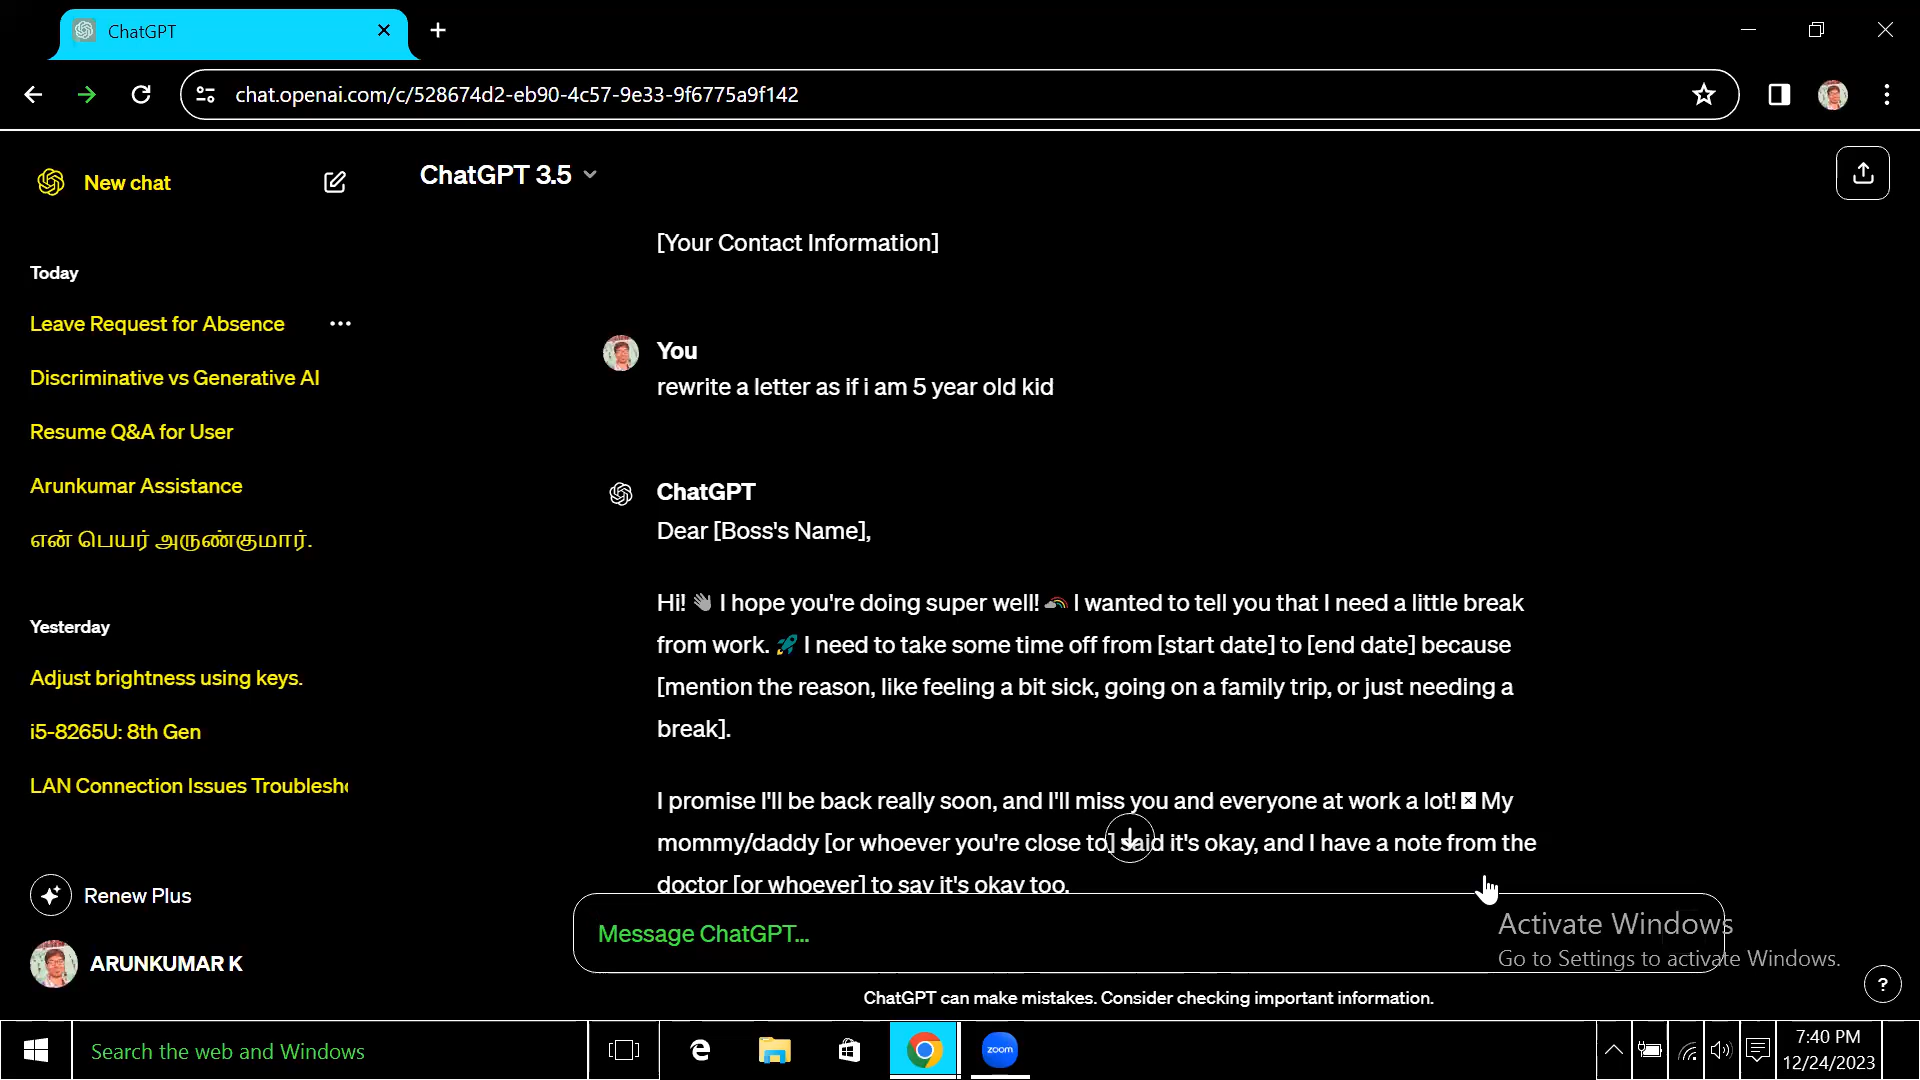 ChatGPT
chat.openai.com/c/528674d2-eb90-4c57-9e33-9f6775a9f142
New chat
ChatGPT 3.5
[Your Contact Information]
Today
Leave Request for Absence
Discriminative vs Generative AI
Resume Q&A for User
Arunkumar Assistance
என் பெயர் அருண்குமார்.
Yesterday
Adjust brightness using keys.
i5-8265U: 8th Gen
LAN Connection Issues Troublesho
Renew Plus
ARUNKUMAR K
You
rewrite a letter as if i am 5 year old kid
ChatGPT
Dear [Boss's Name],
Hi! 👋 I hope you're doing super well! 🌈 I wanted to tell you that I need a little break
from work. 🚀 I need to take some time off from [start date] to [end date] because
[mention the reason, like feeling a bit sick, going on a family trip, or just needing a
break].
I promise I'll be back really soon, and I'll miss you and everyone at work a lot! My
mommy/daddy [or whoever you're close to] said it's okay, and I have a note from the
doctor [or whoever] to say it's okay too.
Message ChatGPT...
Activate Windows
Go to Settings to activate Windows.
ChatGPT can make mistakes. Consider checking important information.
?
Search the web and Windows
zoom
7:40 PM
12/24/2023